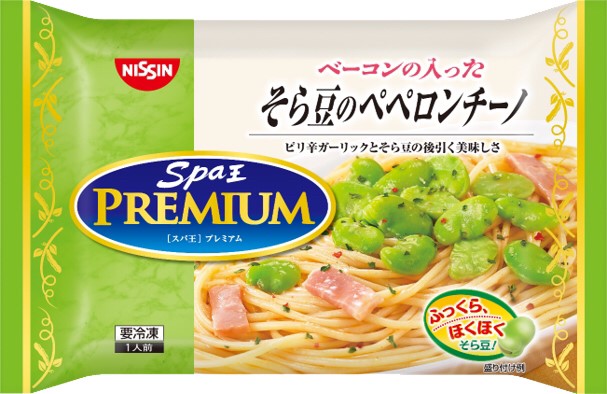 NISSIN
ベーコンの入った
そら豆のペペロンチーノ
ピリ辛ガーリックとそら豆の後引く美味しさ
Spa王
PREMIUM
[スパ王] プレミアム
ふっくら、
ほくほく
そら豆!
要冷凍
1人前
盛り付け例